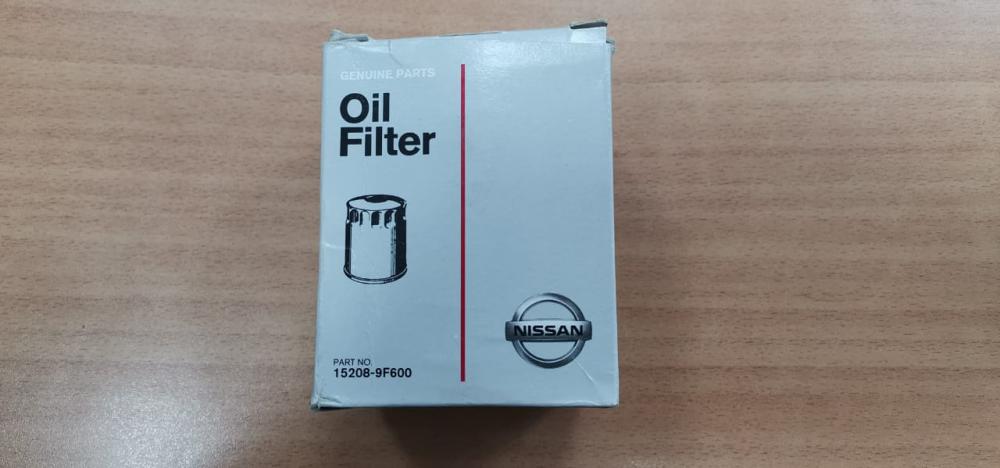 GENUINE PARTS
Oil
Filter
PART NO.
15208-9F600
NISSAN